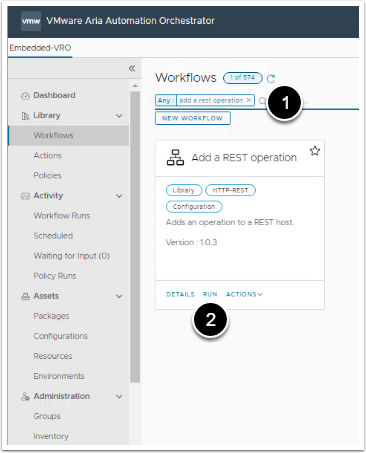 vmw VMware Aria Automation Orchestrator
Embedded-VRO
Dashboard
Library
Workflows
Actions
Policies
Activity
Workflow Runs
Scheduled
Waiting for Input (0)
Policy Runs
Assets
Packages
Configurations
Resources
Environments
Administration
Groups
Inventory
Workflows 1 of 574
Any : add a rest operation × 1
NEW WORKFLOW
Add a REST operation
Library HTTP-REST
Configuration
Adds an operation to a REST host.
Version : 1.0.3
DETAILS RUN ACTIONS
2